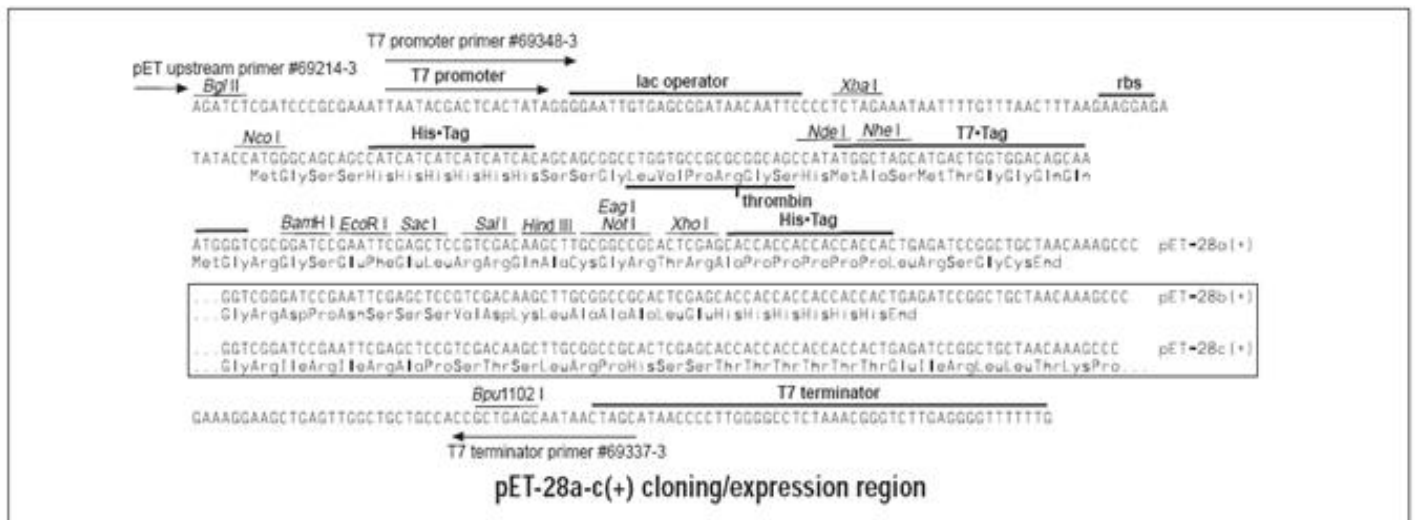 T7 promoter primer #69348-3
pET upstream primer #69214-3
Bgl II T7 promoter lac operator Xba I rbs
AGATCTCGATCCCGCGAAATTAATACGACTCACTATAGGGGAATTGTGAGCGGATAACAATTCCCCTCTAGAAATAATTTTGTTTAACTTTAAGAAGGAGA
Nco I His•Tag Nde I Nhe I T7•Tag
TATACCATGGGCAGCAGCCATCATCATCATCATCACAGCAGCGGCCTGGTGCCGCGCGGCAGCCATATGGCTAGCATGACTGGTGGACAGCAA
MetGlySerSerHisHisHisHisHisHisSerSerGlyLeuValProArgGlySerHisMetAlaSerMetThrGlyGlyGlnGln
thrombin
BamH I EcoR I Sac I Sal I Hind III Eag I Not I Xho I His•Tag
ATGGGTCGCGGATCCGAATTCGAGCTCCGTCGACAAGCTTGCGGCCGCACTCGAGCACCACCACCACCACCACTGAGATCCGGCTGCTAACAAAGCCC pET-28a(+)
MetGlyArgGlySerGluPheGluLeuArgArgGlnAlaCysGlyArgThrArgAlaProProProProProLeuArgSerGlyCysEnd
...GGTCGGGATCCGAATTCGAGCTCCGTCGACAAGCTTGCGGCCGCACTCGAGCACCACCACCACCACCACTGAGATCCGGCTGCTAACAAAGCCC pET-28b(+)
...GlyArgAspProAsnSerSerSerValAspLysLeuAlaAlaAlaLeuGluHisHisHisHisHisHisEnd
...GGTCGGATCCGAATTCGAGCTCCGTCGACAAGCTTGCGGCCGCACTCGAGCACCACCACCACCACCACTGAGATCCGGCTGCTAACAAAGCCC pET-28c(+)
...GlyArgIleArgIleArgAlaProSerThrSerLeuArgProHisSerSerThrThrThrThrThrThrGluIleArgLeuLeuThrLysPro...
Bpu1102 I T7 terminator
GAAAGGAAGCTGAGTTGGCTGCTGCCACCGCTGAGCAATAACTAGCATAACCCCTTGGGGCCTCTAAACGGGTCTTGAGGGGTTTTTTG
T7 terminator primer #69337-3
pET-28a-c(+) cloning/expression region